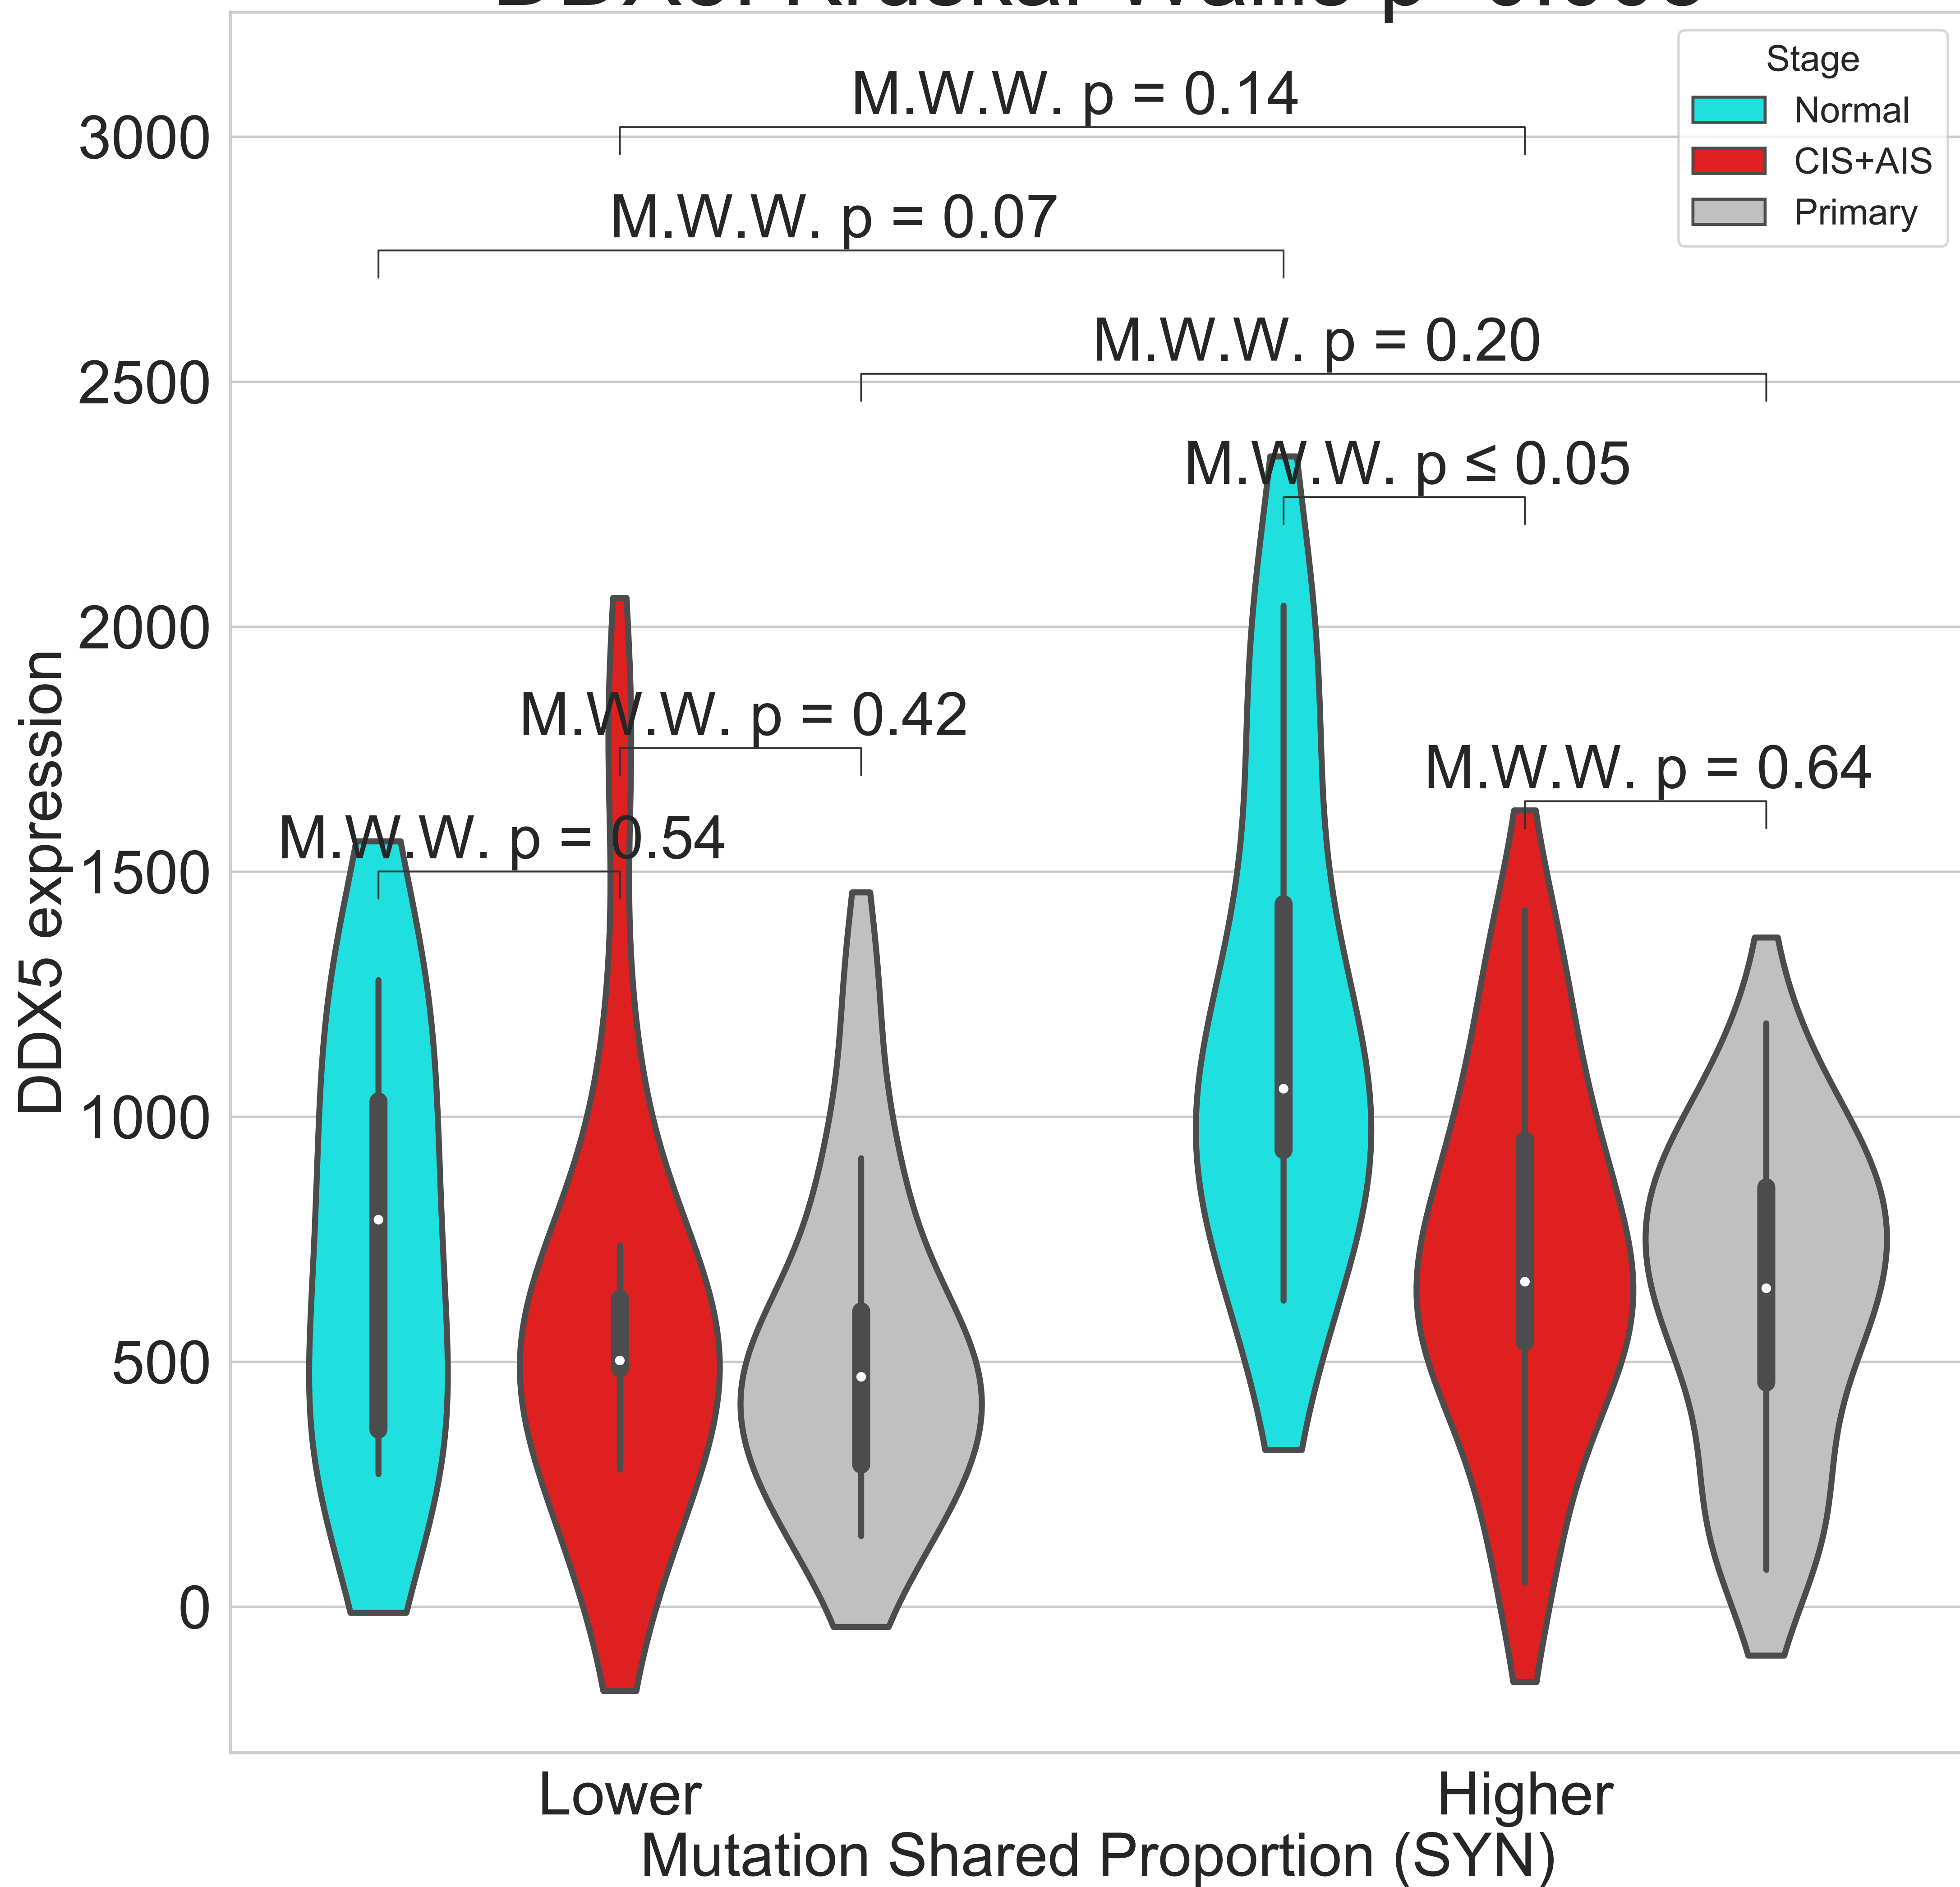 Stage
Normal
CIS+AIS
Primary
M.W.W. p = 0.14
M.W.W. p = 0.07
M.W.W. p = 0.20
M.W.W. p ≤ 0.05
M.W.W. p = 0.42
M.W.W. p = 0.64
M.W.W. p = 0.54
3000
2500
2000
1500
1000
500
0
DDX5 expression
Lower
Higher
Mutation Shared Proportion (SYN)